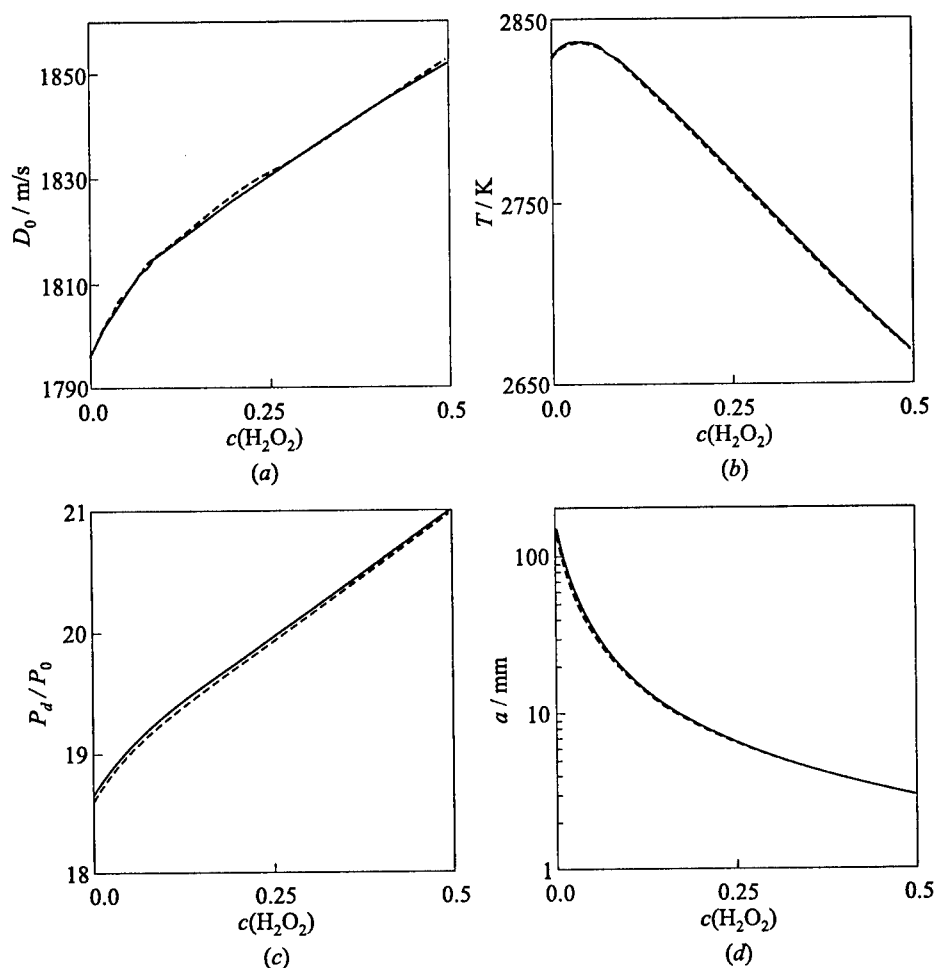 1850
1830
1810
1790
D₀ / m/s
0.0 0.25 0.5
c(H₂O₂)
(a)
2850
2750
2650
T / K
0.0 0.25 0.5
c(H₂O₂)
(b)
21
20
19
18
P_d / P₀
0.0 0.25 0.5
c(H₂O₂)
(c)
100
10
1
a / mm
0.0 0.25 0.5
c(H₂O₂)
(d)